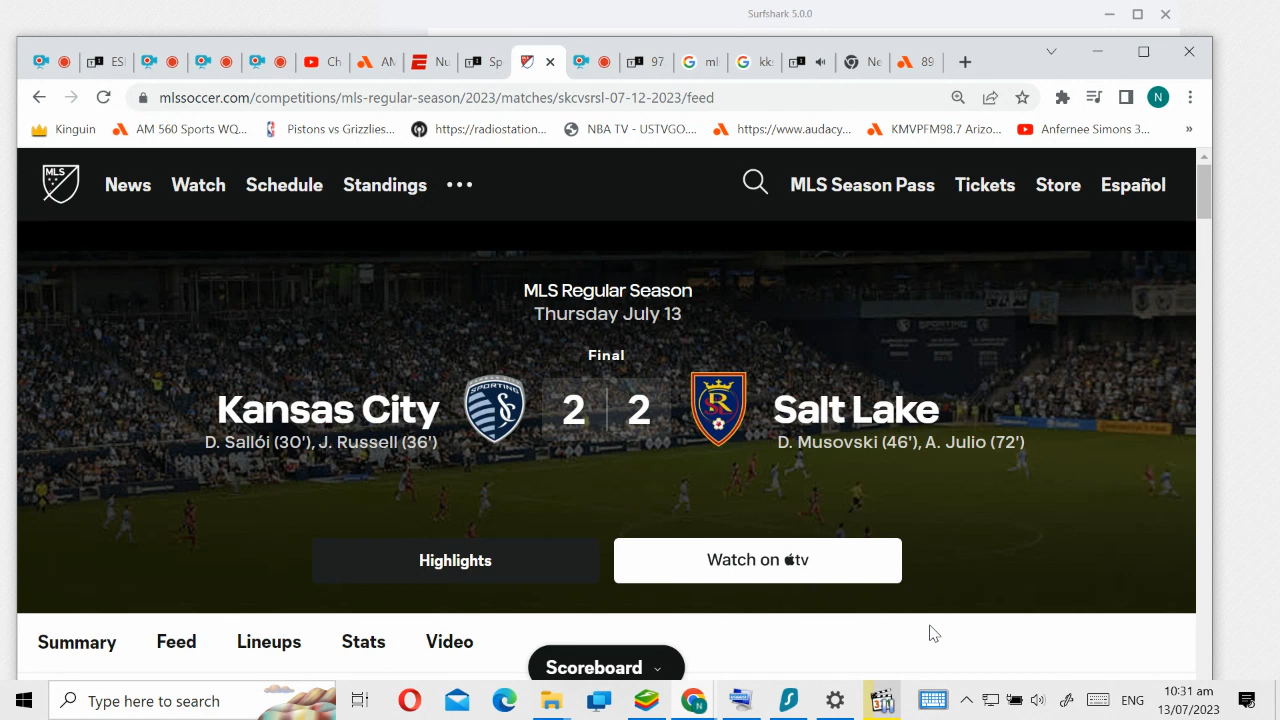 Surfshark 5.0.0
ES
Ch
AM
Nu
Sp
97
ml
kk
Ne
89
mlssoccer.com/competitions/mls-regular-season/2023/matches/skcvsrsl-07-12-2023/feed
N
Kinguin
AM 560 Sports WQ...
Pistons vs Grizzlies...
https://radiostation...
NBA TV - USTVGO....
https://www.audacy...
KMVPFM98.7 Arizo...
Anfernee Simons 3...
»
MLS
News
Watch
Schedule
Standings
MLS Season Pass
Tickets
Store
Español
MLS Regular Season
Thursday July 13
Final
Kansas City
SPORTING
2
2
Salt Lake
D. Sallói (30'), J. Russell (36')
D. Musovski (46'), A. Julio (72')
Highlights
Watch on tv
Summary
Feed
Lineups
Stats
Video
Scoreboard
Type here to search
ENG
10:31 am
13/07/2023